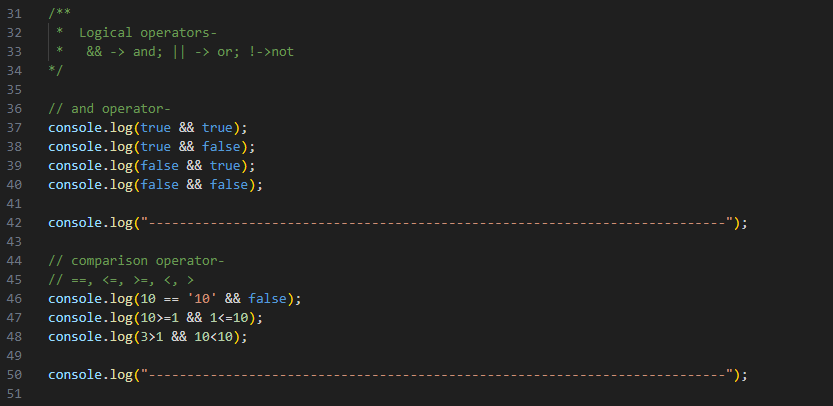 31 /**
32  *  Logical operators-
33  *   && -> and; || -> or; !->not
34 */
35
36 // and operator-
37 console.log(true && true);
38 console.log(true && false);
39 console.log(false && true);
40 console.log(false && false);
41
42 console.log("---------------------------------------------------------------------------");
43
44 // comparison operator-
45 // ==, <=, >=, <, >
46 console.log(10 == '10' && false);
47 console.log(10>=1 && 1<=10);
48 console.log(3>1 && 10<10);
49
50 console.log("---------------------------------------------------------------------------");
51